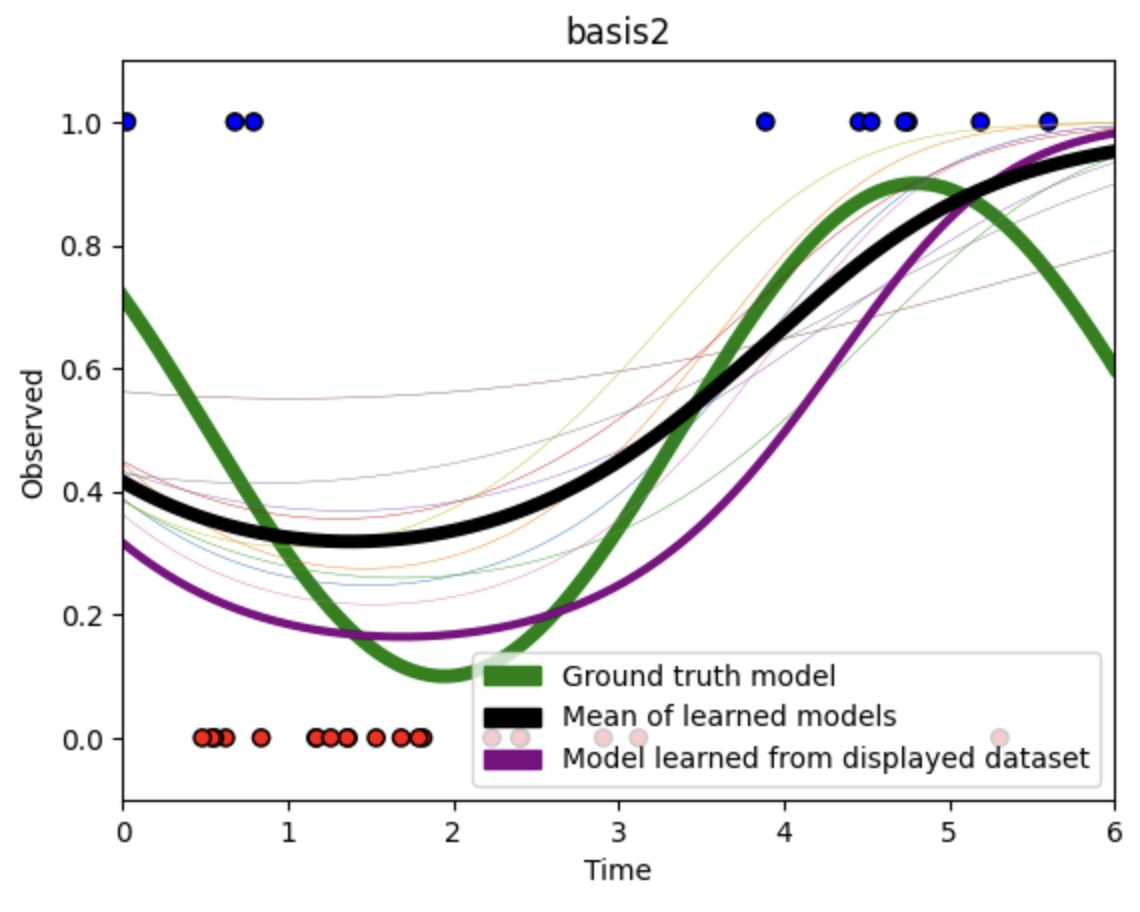 basis2
Observed
1.0
0.8
0.6
0.4
0.2
0.0
Ground truth model
Mean of learned models
Model learned from displayed dataset
0 1 2 3 4 5 6
Time